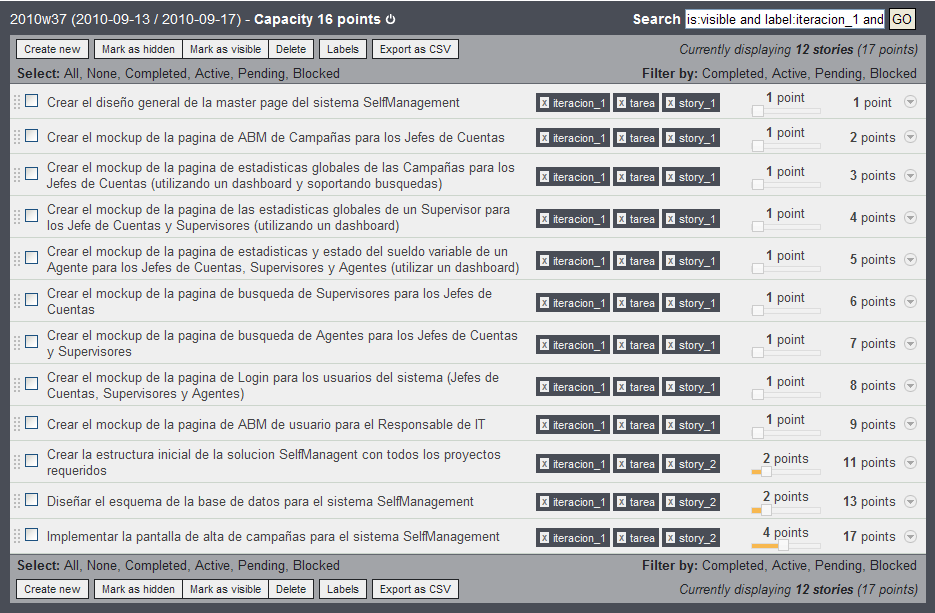 2010w37 (2010-09-13 / 2010-09-17) - Capacity 16 points
Search is:visible and label:iteracion_1 and GO
Create new Mark as hidden Mark as visible Delete Labels Export as CSV Currently displaying 12 stories (17 points)
Select: All, None, Completed, Active, Pending, Blocked Filter by: Completed, Active, Pending, Blocked
Crear el diseño general de la master page del sistema SelfManagement x iteracion_1 x tarea x story_1 1 point 1 point
Crear el mockup de la pagina de ABM de Campañas para los Jefes de Cuentas x iteracion_1 x tarea x story_1 1 point 2 points
Crear el mockup de la pagina de estadisticas globales de las Campañas para los
Jefes de Cuentas (utilizando un dashboard y soportando busquedas) x iteracion_1 x tarea x story_1 1 point 3 points
Crear el mockup de la pagina de las estadisticas globales de un Supervisor para
los Jefe de Cuentas y Supervisores (utilizando un dashboard) x iteracion_1 x tarea x story_1 1 point 4 points
Crear el mockup de la pagina de estadisticas y estado del sueldo variable de un
Agente para los Jefes de Cuentas, Supervisores y Agentes (utilizar un dashboard) x iteracion_1 x tarea x story_1 1 point 5 points
Crear el mockup de la pagina de busqueda de Supervisores para los Jefes de
Cuentas x iteracion_1 x tarea x story_1 1 point 6 points
Crear el mockup de la pagina de busqueda de Agentes para los Jefes de Cuentas
y Supervisores x iteracion_1 x tarea x story_1 1 point 7 points
Crear el mockup de la pagina de Login para los usuarios del sistema (Jefes de
Cuentas, Supervisores y Agentes) x iteracion_1 x tarea x story_1 1 point 8 points
Crear el mockup de la pagina de ABM de usuario para el Responsable de IT x iteracion_1 x tarea x story_1 1 point 9 points
Crear la estructura inicial de la solucion SelfManagent con todos los proyectos
requeridos x iteracion_1 x tarea x story_2 2 points 11 points
Diseñar el esquema de la base de datos para el sistema SelfManagement x iteracion_1 x tarea x story_2 2 points 13 points
Implementar la pantalla de alta de campañas para el sistema SelfManagement x iteracion_1 x tarea x story_2 4 points 17 points
Select: All, None, Completed, Active, Pending, Blocked Filter by: Completed, Active, Pending, Blocked
Create new Mark as hidden Mark as visible Delete Labels Export as CSV Currently displaying 12 stories (17 points)